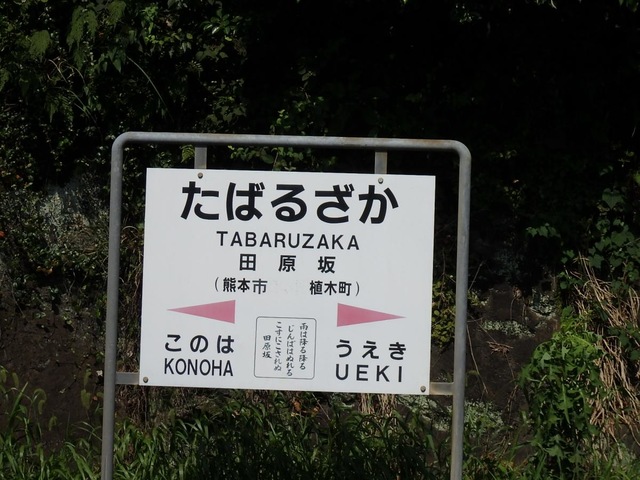 たばるざか
TABARUZAKA
田原坂
（熊本市　植木町）
このは
KONOHA
雨は降る降る
じんばはぬれる
こすにこされぬ
田原坂
うえき
UEKI